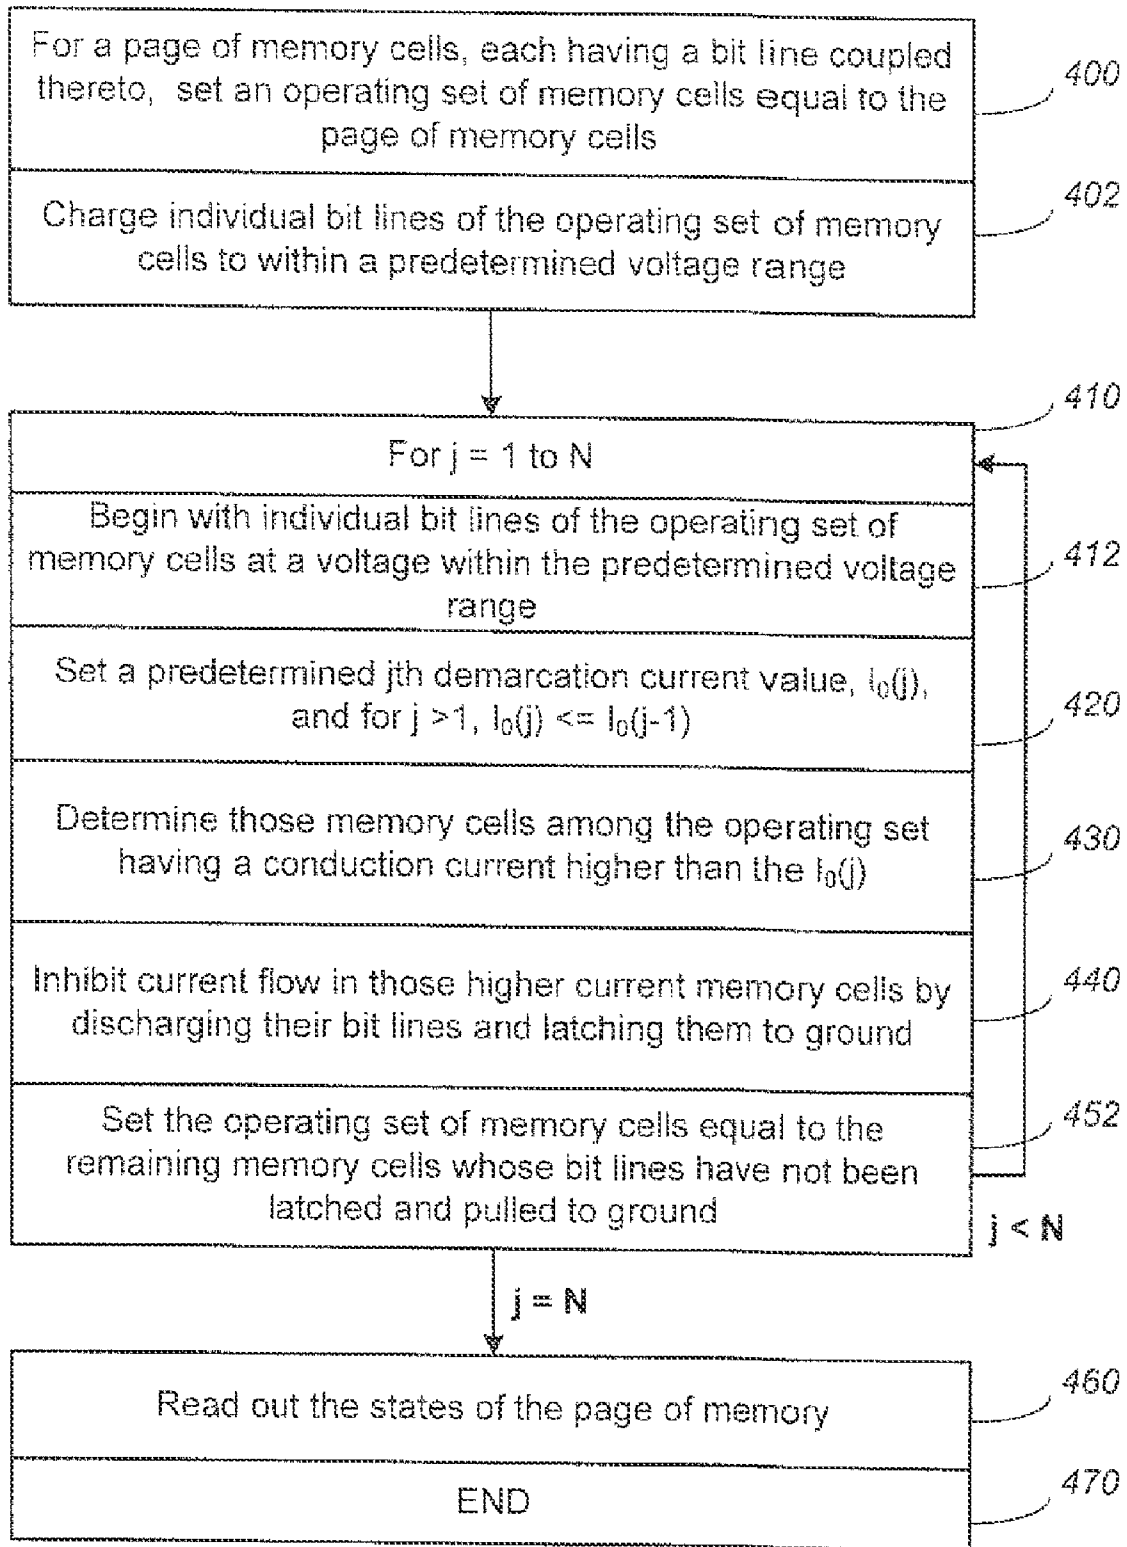 For a page of memory cells, each having a bit line coupled
thereto, set an operating set of memory cells equal to the
page of memory cells
400
Charge individual bit lines of the operating set of memory
cells to within a predetermined voltage range
402
For j = 1 to N
410
Begin with individual bit lines of the operating set of
memory cells at a voltage within the predetermined voltage
range
412
Set a predetermined jth demarcation current value, I₀(j),
and for j >1, I₀(j) <= I₀(j-1)
420
Determine those memory cells among the operating set
having a conduction current higher than the I₀(j)
430
Inhibit current flow in those higher current memory cells by
discharging their bit lines and latching them to ground
440
Set the operating set of memory cells equal to the
remaining memory cells whose bit lines have not been
latched and pulled to ground
452
j < N
j = N
Read out the states of the page of memory
460
END
470